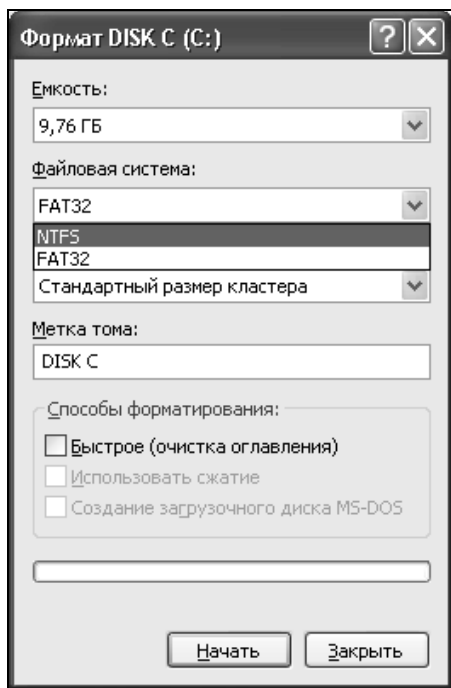 Формат DISK C (C:)
Емкость:
9,76 ГБ
Файловая система:
FAT32
NTFS
FAT32
Стандартный размер кластера
Метка тома:
DISK C
Способы форматирования:
Быстрое (очистка оглавления)
Использовать сжатие
Создание загрузочного диска MS-DOS
Начать
Закрыть